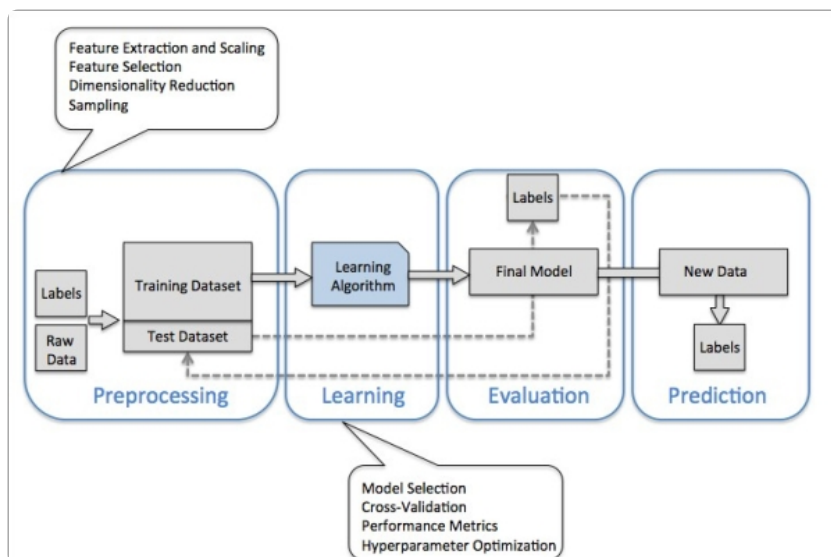 Feature Extraction and Scaling
Feature Selection
Dimensionality Reduction
Sampling
Labels
Raw
Data
Training Dataset
Test Dataset
Preprocessing
Learning
Algorithm
Learning
Labels
Final Model
Evaluation
New Data
Labels
Prediction
Model Selection
Cross-Validation
Performance Metrics
Hyperparameter Optimization